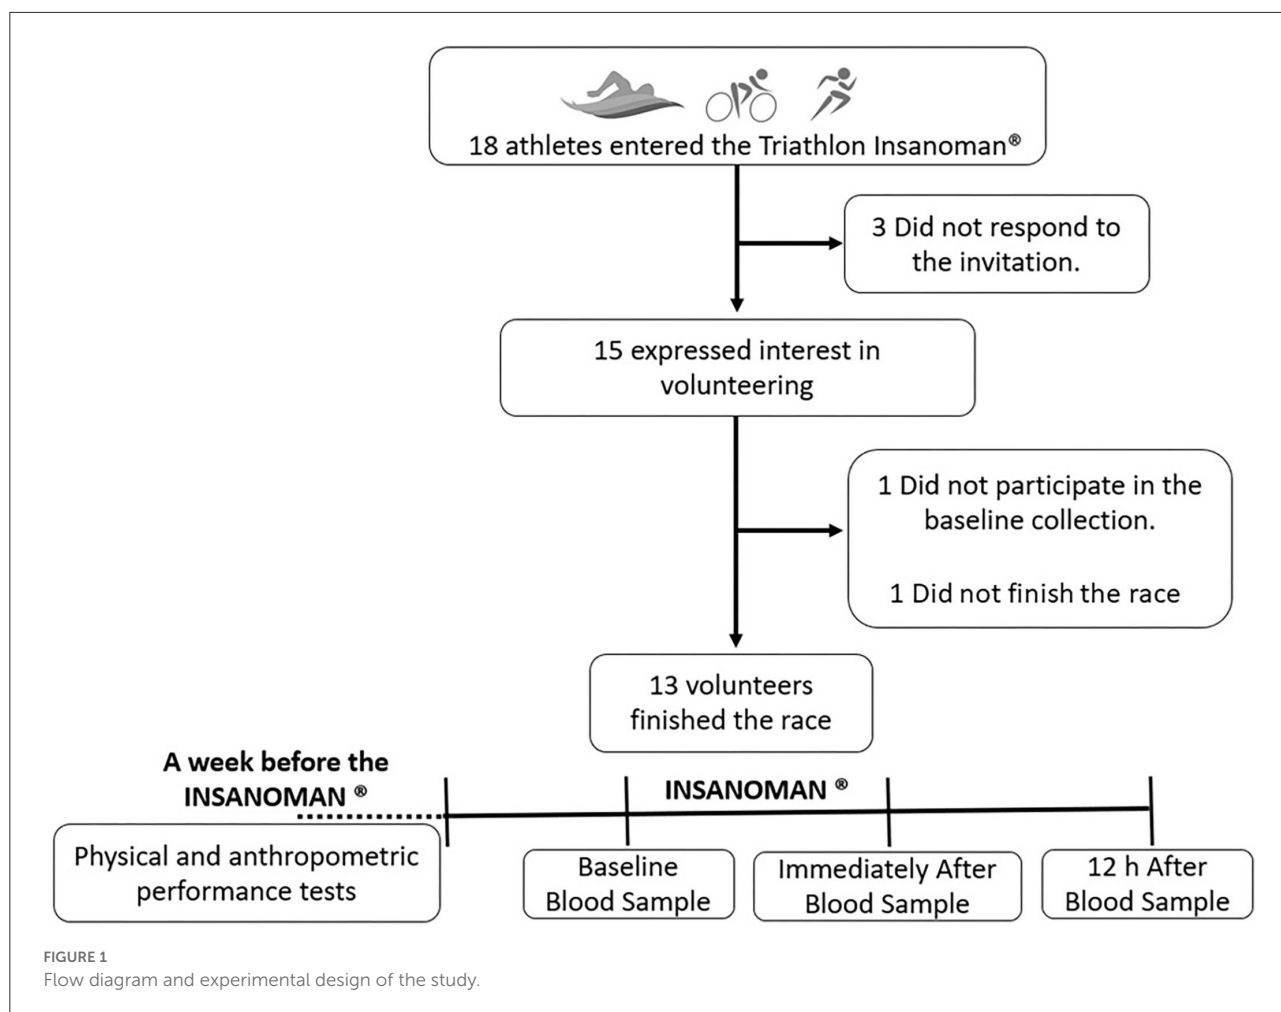 18 athletes entered the Triathlon Insanoman®
3 Did not respond to
the invitation.
15 expressed interest in
volunteering
1 Did not participate in the
baseline collection.
1 Did not finish the race
13 volunteers
finished the race
A week before the
INSANOMAN ®
INSANOMAN ®
Physical and anthropometric
performance tests
Baseline
Blood Sample
Immediately After
Blood Sample
12 h After
Blood Sample
FIGURE 1
Flow diagram and experimental design of the study.